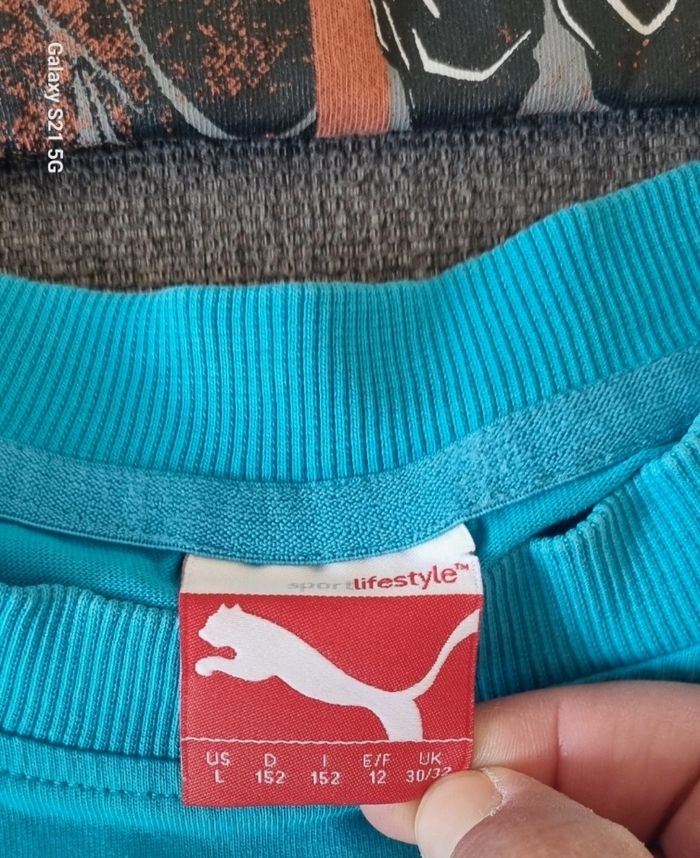 Galaxy S21 5G
sportlifestyle™
US D I E/F UK
L 152 152 12 30/32